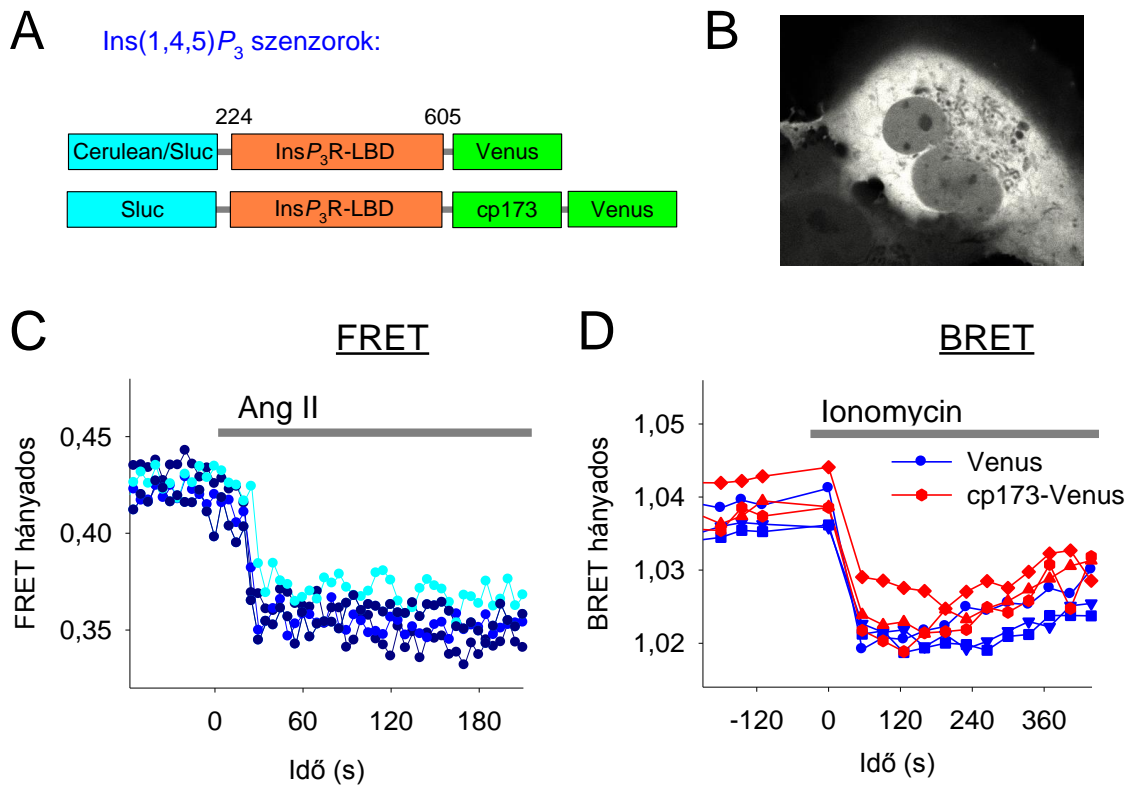 A
Ins(1,4,5)P3 szenzorok:
224 605
Cerulean/Sluc InsP3R-LBD Venus
Sluc InsP3R-LBD cp173 Venus
B
C
FRET
Ang II
FRET hányados
0,45
0,40
0,35
0 60 120 180
Idő (s)
D
BRET
Ionomycin
Venus
cp173-Venus
BRET hányados
1,05
1,04
1,03
1,02
-120 0 120 240 360
Idő (s)